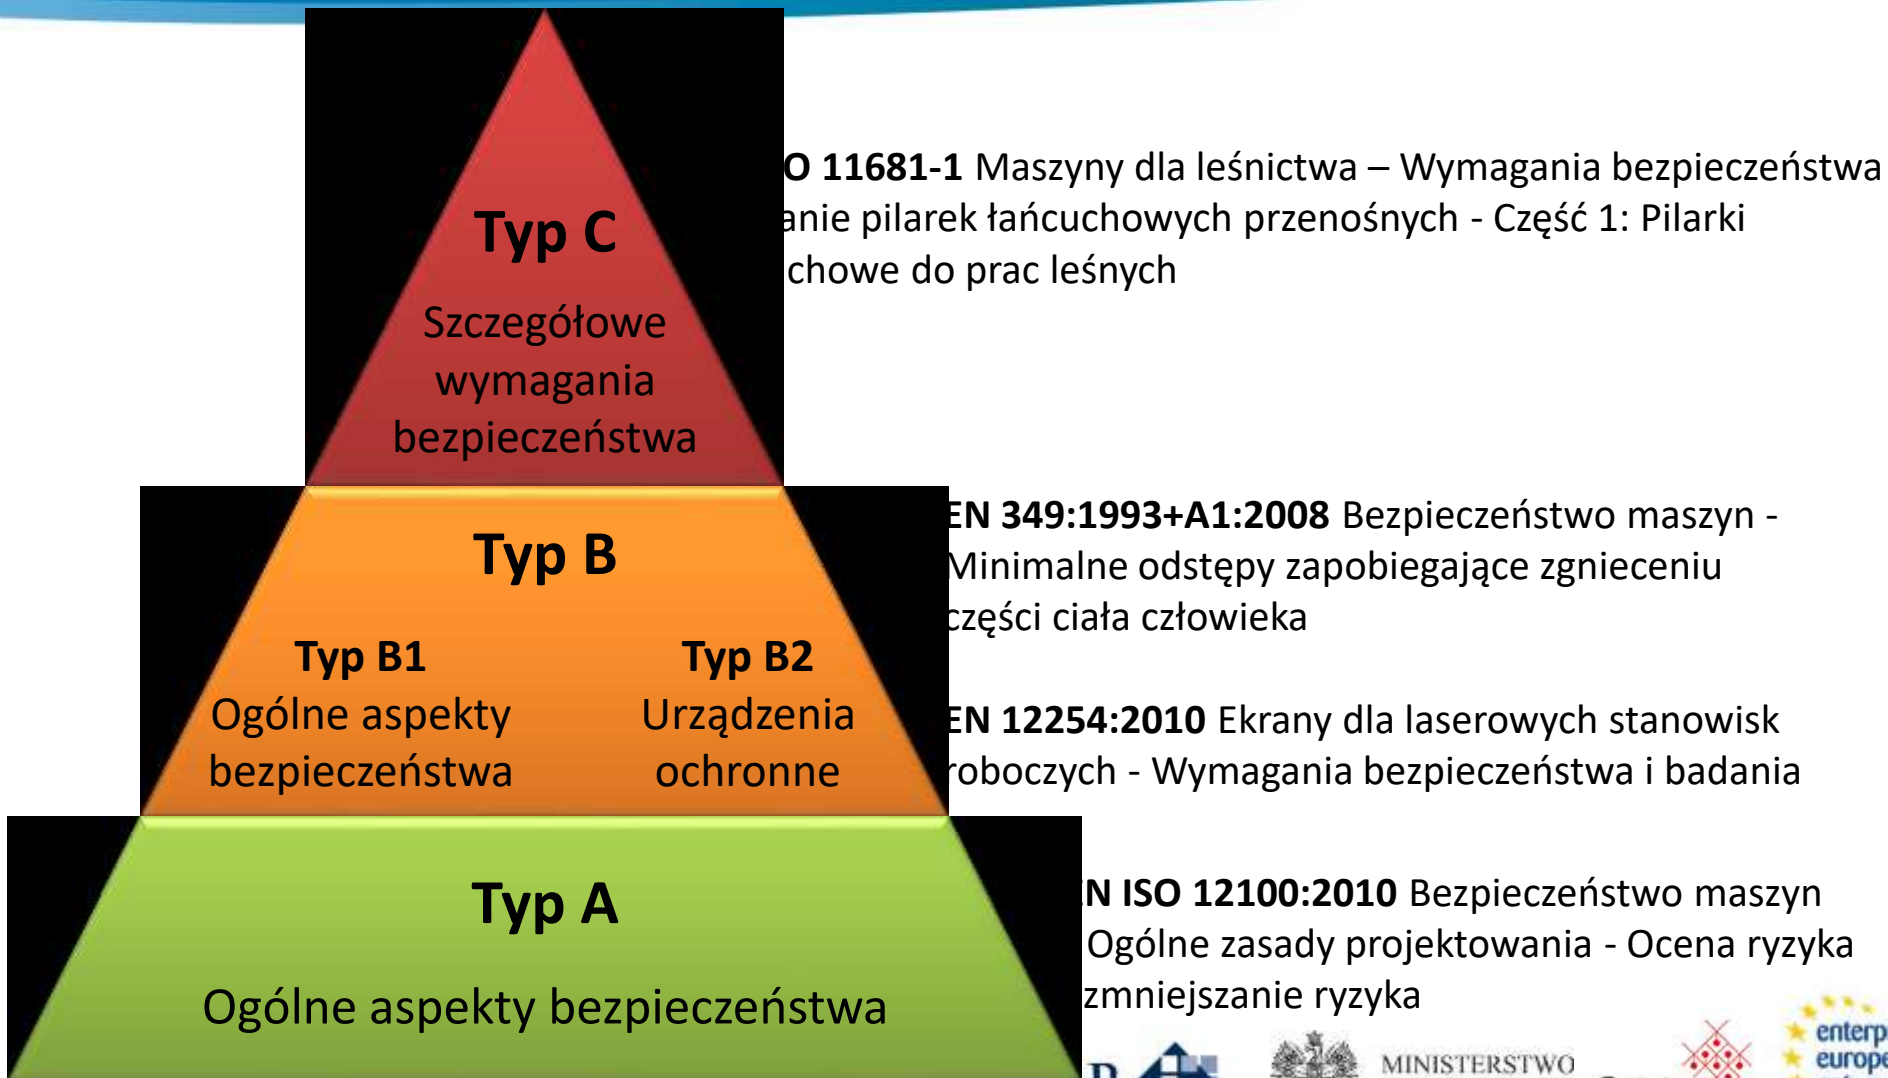 Typ C
Szczegółowe
wymagania
bezpieczeństwa
O 11681-1 Maszyny dla leśnictwa – Wymagania bezpieczeństwa
anie pilarek łańcuchowych przenośnych - Część 1: Pilarki
chowe do prac leśnych
Typ B
Typ B1
Ogólne aspekty
bezpieczeństwa
Typ B2
Urządzenia
ochronne
EN 349:1993+A1:2008 Bezpieczeństwo maszyn -
Minimalne odstępy zapobiegające zgnieceniu
części ciała człowieka
EN 12254:2010 Ekrany dla laserowych stanowisk
roboczych - Wymagania bezpieczeństwa i badania
Typ A
Ogólne aspekty bezpieczeństwa
N ISO 12100:2010 Bezpieczeństwo maszyn
Ogólne zasady projektowania - Ocena ryzyka
zmniejszanie ryzyka
MINISTERSTWO
enterp
europe